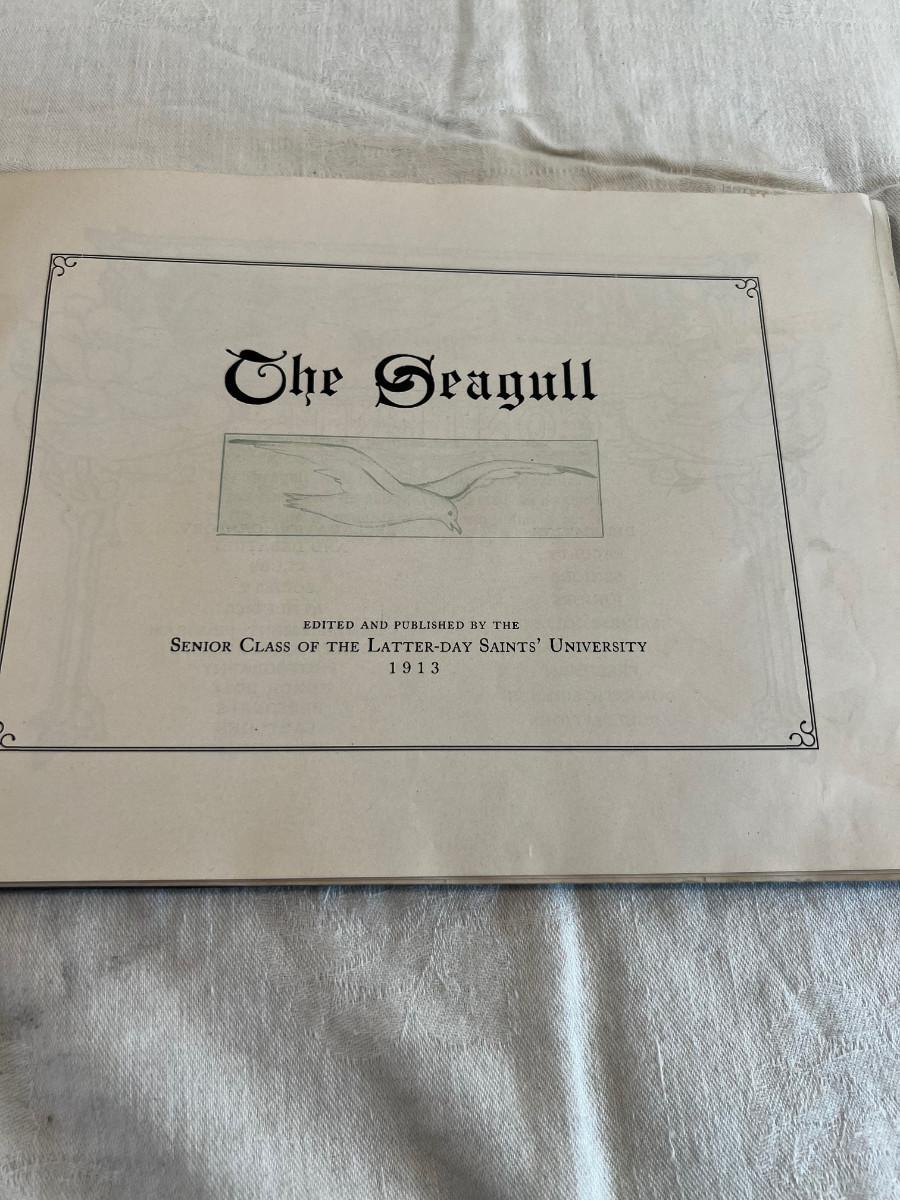 The Seagull
EDITED AND PUBLISHED BY THE
SENIOR CLASS OF THE LATTER-DAY SAINTS' UNIVERSITY
1913